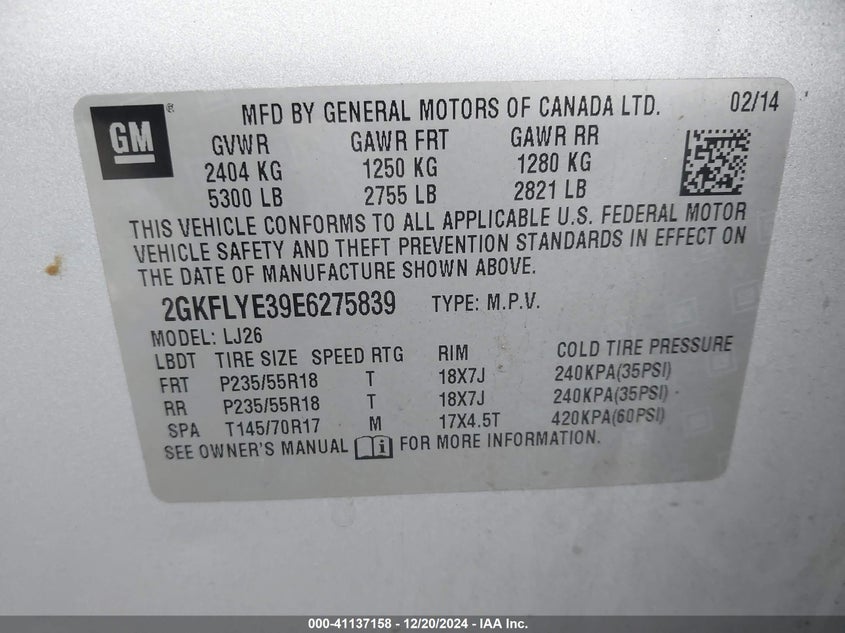 GM ® MFD BY GENERAL MOTORS OF CANADA LTD. 02/14
GVWR GAWR FRT GAWR RR
2404 KG 1250 KG 1280 KG
5300 LB 2755 LB 2821 LB
THIS VEHICLE CONFORMS TO ALL APPLICABLE U.S. FEDERAL MOTOR
VEHICLE SAFETY AND THEFT PREVENTION STANDARDS IN EFFECT ON
THE DATE OF MANUFACTURE SHOWN ABOVE.
2GKFLYE39E6275839 TYPE: M.P.V.
MODEL: LJ26
LBDT TIRE SIZE SPEED RTG RIM COLD TIRE PRESSURE
FRT P235/55R18 T 18X7J 240KPA(35PSI)
RR P235/55R18 T 18X7J 240KPA(35PSI)
SPA T145/70R17 M 17X4.5T 420KPA(60PSI)
SEE OWNER'S MANUAL i FOR MORE INFORMATION.
000-41137158 - 12/20/2024 - IAA Inc.